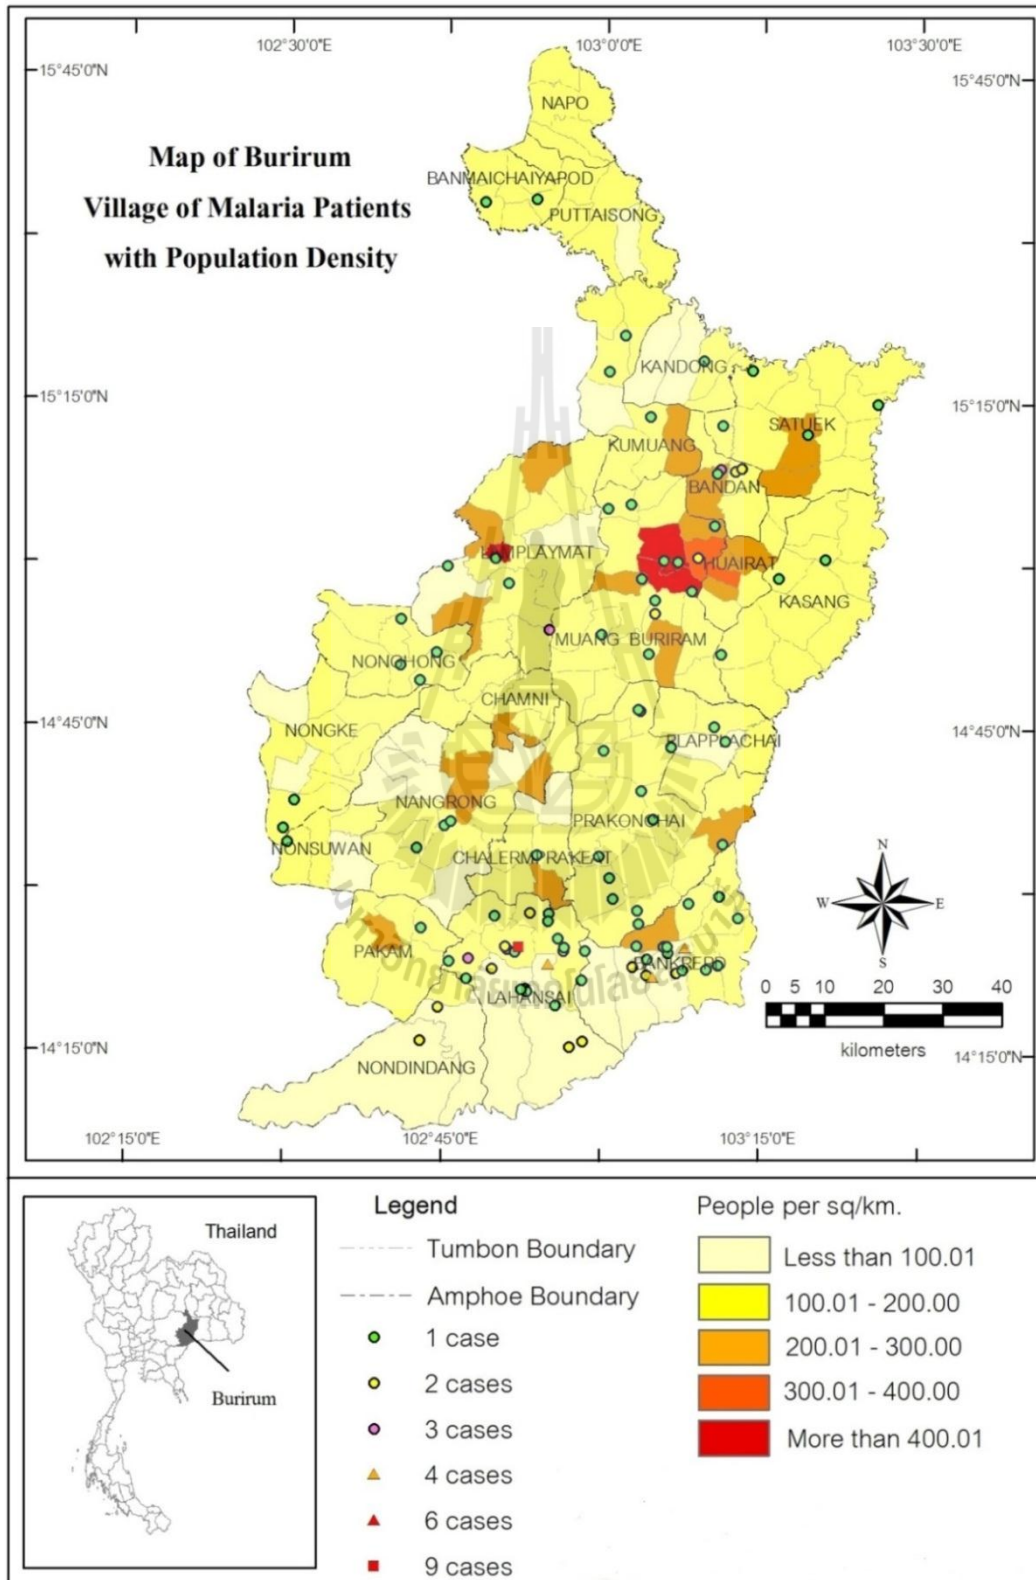 102°30'0"E 103°0'0"E 103°30'0"E
15°45'0"N 15°45'0"N
Map of Burirum
Village of Malaria Patients
with Population Density
NAPO
BANMAICHAIYAPOD
PUTTAISONG
KANDONG
15°15'0"N 15°15'0"N
SATUEK
KUMUANG
BANDAN
LAMPLAYMAT
HUAIRAT
KASANG
MUANG BURIRAM
NONGHONG
CHAMNI
14°45'0"N 14°45'0"N
NONGKE
PLAPPLACHAI
NANGRONG
PRAKONCHAI
NONSUWAN
CHALERMPRAKEAT
N
W E
S
PAKAM
BANKRERD
LAHANSAI
0 5 10 20 30 40
kilometers
14°15'0"N 14°15'0"N
NONDINDANG
102°15'0"E 102°45'0"E 103°15'0"E
Legend
Tumbon Boundary
Amphoe Boundary
1 case
2 cases
3 cases
4 cases
6 cases
9 cases
People per sq/km.
Less than 100.01
100.01 - 200.00
200.01 - 300.00
300.01 - 400.00
More than 400.01
Thailand
Burirum